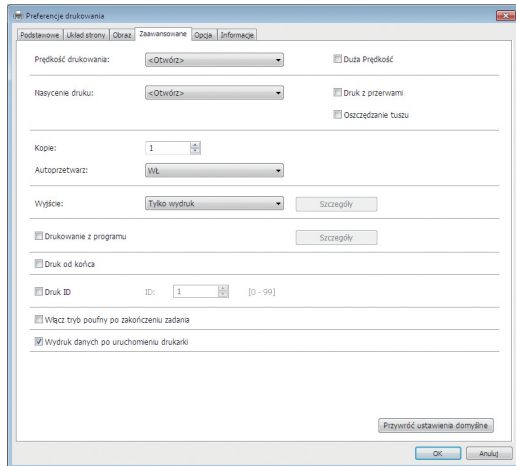 Preferencje drukowania
Podstawowe Układ strony Obraz Zaawansowane Opcja Informacje
Prędkość drukowania: <Otwórz> Duża Prędkość
Nasycenie druku: <Otwórz> Druk z przerwami
Oszczędzanie tuszu
Kopie: 1
Autoprzetwarz: WŁ
Wyjście: Tylko wydruk Szczegóły
Drukowanie z programu Szczegóły
Druk od końca
Druk ID ID: 1 [0 - 99]
Włącz tryb poufny po zakończeniu zadania
Wydruk danych po uruchomieniu drukarki
Przywróć ustawienia domyślne
OK Anuluj